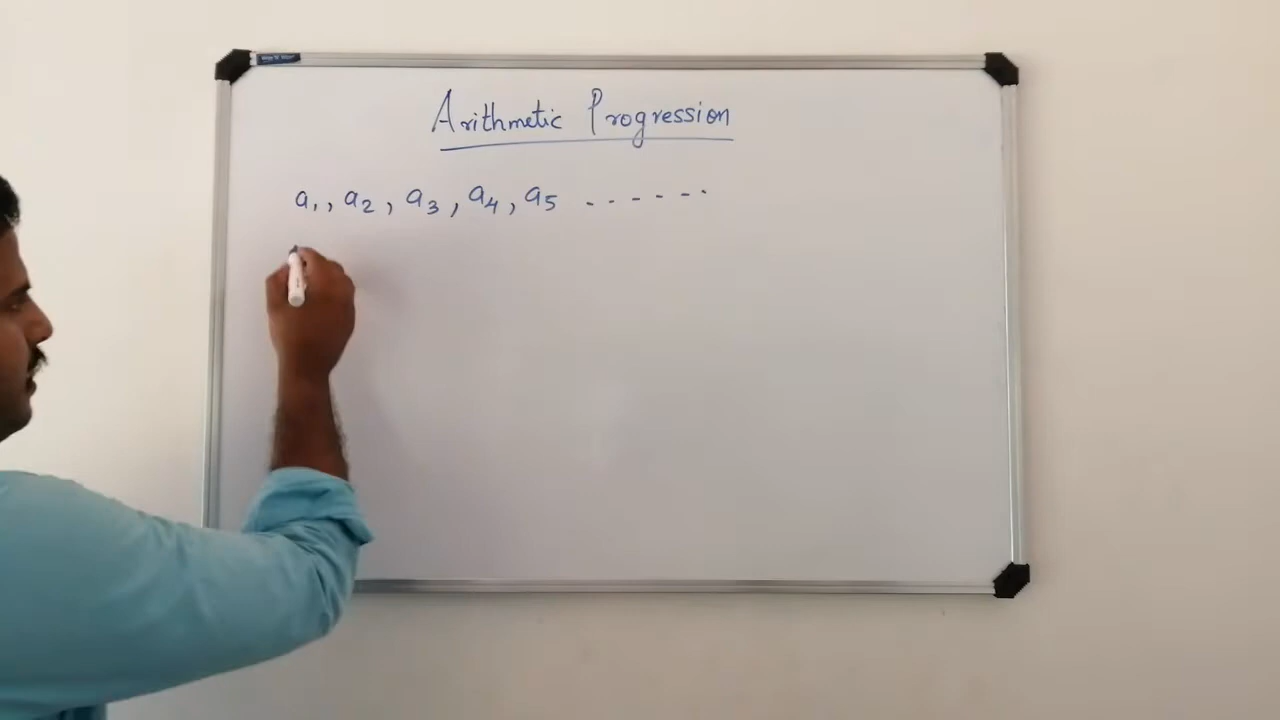 Arithmetic Progression
a₁, a₂, a₃, a₄, a₅ .......